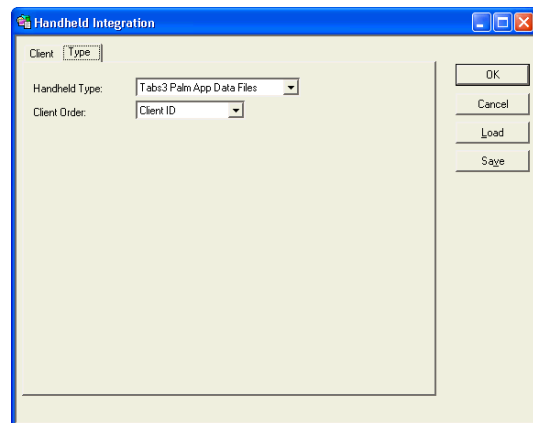 Handheld Integration
Client Type
Handheld Type: Tabs3 Palm App Data Files
Client Order: Client ID
OK
Cancel
Load
Save